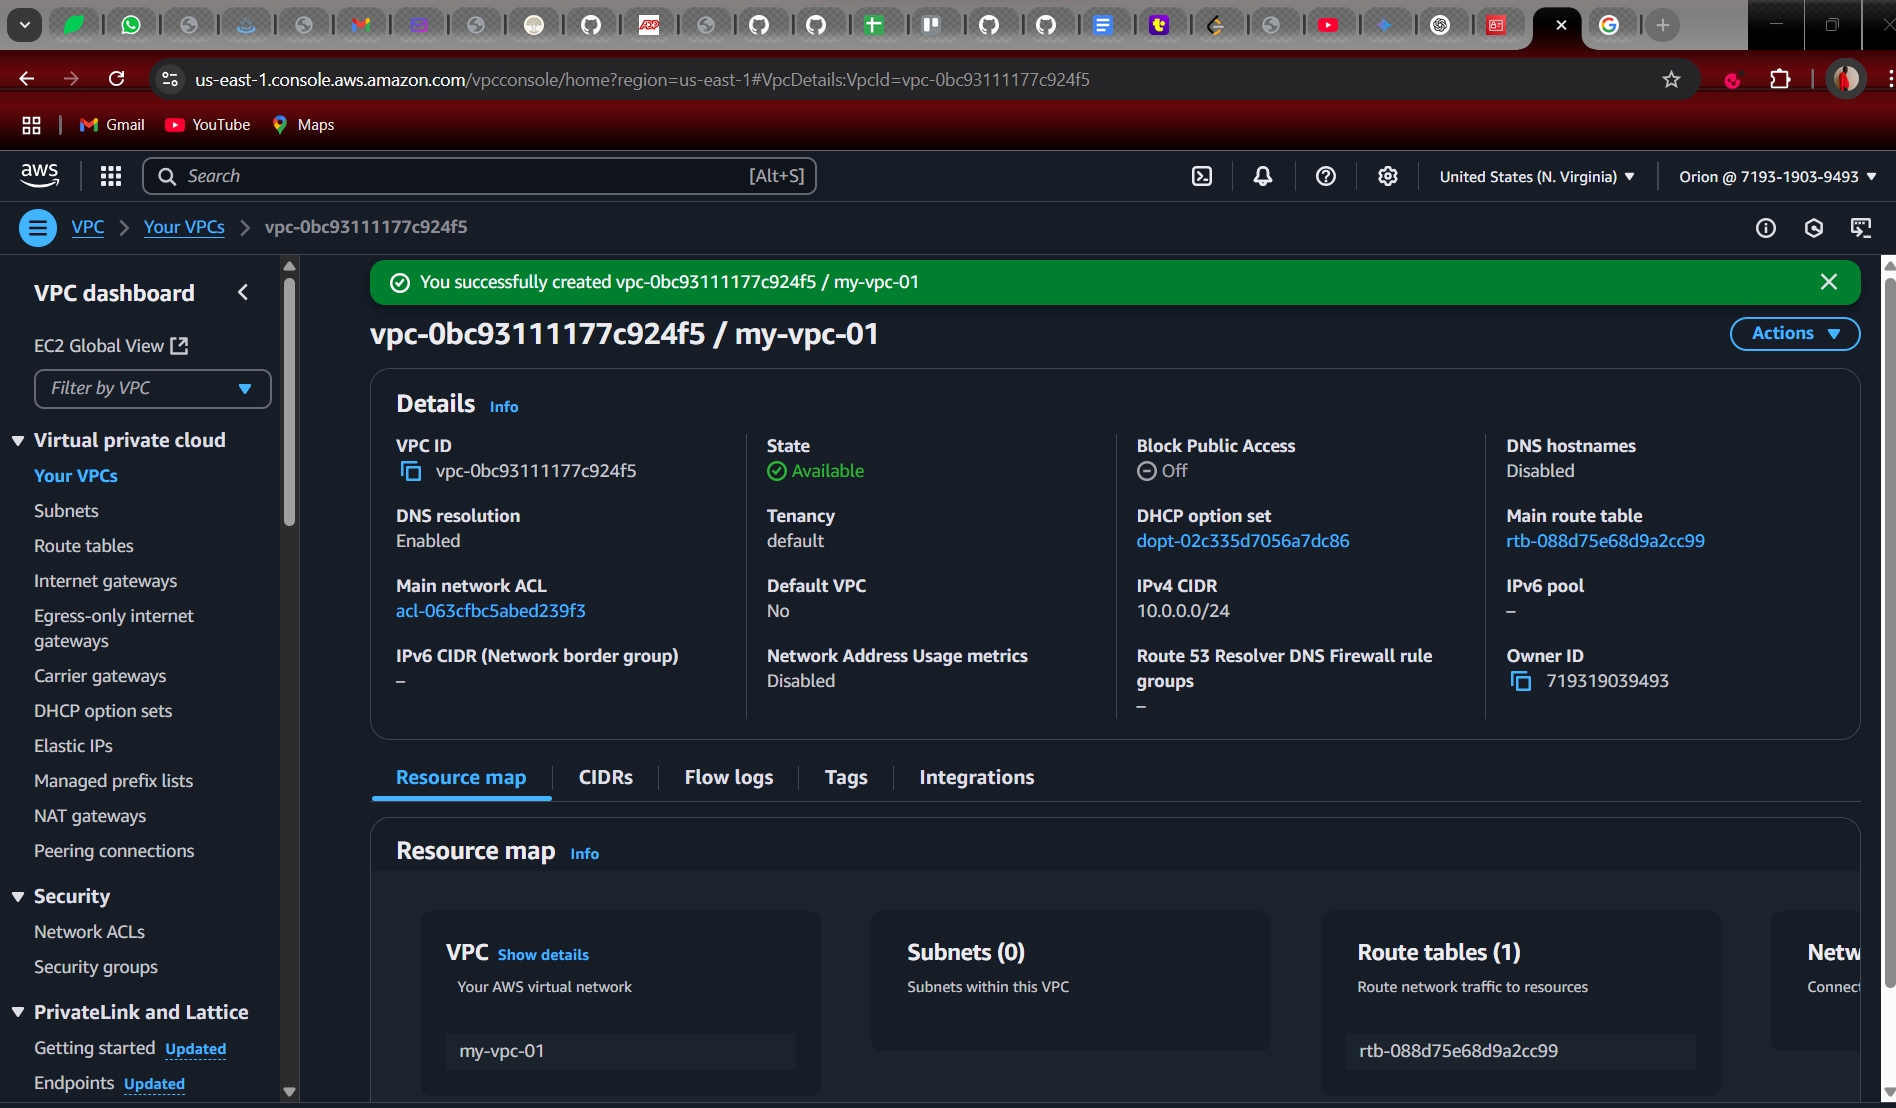 us-east-1.console.aws.amazon.com/vpcconsole/home?region=us-east-1#VpcDetails:VpcId=vpc-0bc93111177c924f5
Gmail YouTube Maps
aws Search [Alt+S] United States (N. Virginia) Orion @ 7193-1903-9493
VPC Your VPCs vpc-0bc93111177c924f5
VPC dashboard
EC2 Global View
Filter by VPC
Virtual private cloud
Your VPCs
Subnets
Route tables
Internet gateways
Egress-only internet
gateways
Carrier gateways
DHCP option sets
Elastic IPs
Managed prefix lists
NAT gateways
Peering connections
Security
Network ACLs
Security groups
PrivateLink and Lattice
Getting started Updated
Endpoints Updated
You successfully created vpc-0bc93111177c924f5 / my-vpc-01
vpc-0bc93111177c924f5 / my-vpc-01
Actions
Details Info
VPC ID
vpc-0bc93111177c924f5
State
Available
Block Public Access
Off
DNS hostnames
Disabled
DNS resolution
Enabled
Tenancy
default
DHCP option set
dopt-02c335d7056a7dc86
Main route table
rtb-088d75e68d9a2cc99
Main network ACL
acl-063cfbc5abed239f3
Default VPC
No
IPv4 CIDR
10.0.0.0/24
IPv6 pool
–
IPv6 CIDR (Network border group)
–
Network Address Usage metrics
Disabled
Route 53 Resolver DNS Firewall rule
groups
–
Owner ID
719319039493
Resource map CIDRs Flow logs Tags Integrations
Resource map Info
VPC Show details
Your AWS virtual network
my-vpc-01
Subnets (0)
Subnets within this VPC
Route tables (1)
Route network traffic to resources
rtb-088d75e68d9a2cc99
Netw
Connect